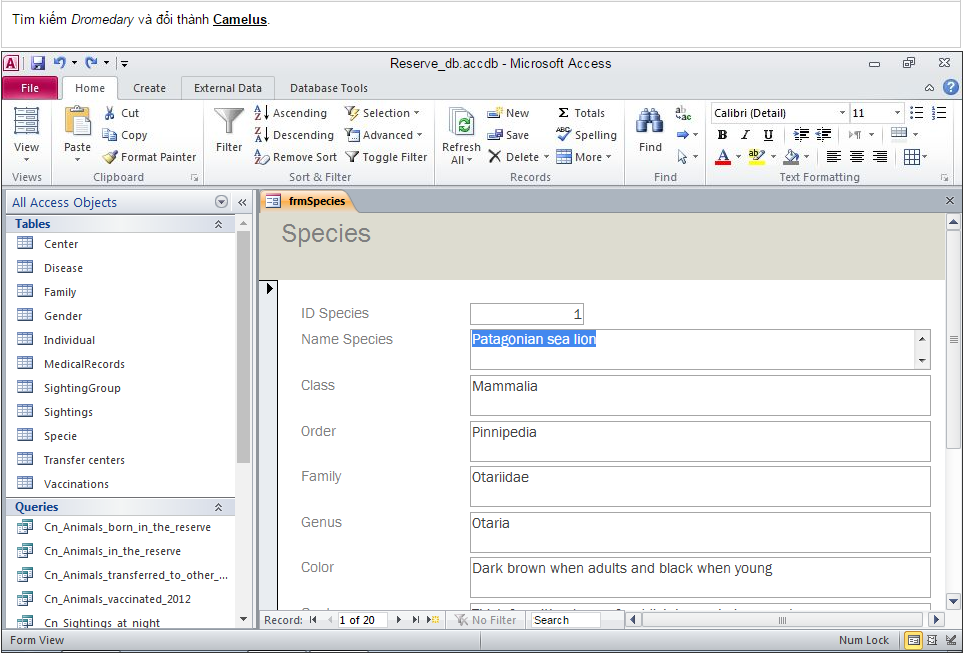 Tìm kiếm Dromedary và đổi thành Camelus.
Reserve_db.accdb - Microsoft Access
File Home Create External Data Database Tools
View
Views
Paste
Cut
Copy
Format Painter
Clipboard
Filter
Ascending
Descending
Remove Sort
Selection
Advanced
Toggle Filter
Sort & Filter
Refresh All
New
Save
Delete
Totals
Spelling
More
Records
Find
Find
Calibri (Detail) 11
B I U
Text Formatting
All Access Objects
Tables
Center
Disease
Family
Gender
Individual
MedicalRecords
SightingGroup
Sightings
Specie
Transfer centers
Vaccinations
Queries
Cn_Animals_born_in_the_reserve
Cn_Animals_in_the_reserve
Cn_Animals_transferred_to_other_...
Cn_Animals_vaccinated_2012
Cn_Sightings_at_night
frmSpecies
Species
ID Species 1
Name Species Patagonian sea lion
Class Mammalia
Order Pinnipedia
Family Otariidae
Genus Otaria
Color Dark brown when adults and black when young
Record: 1 of 20 No Filter Search
Form View Num Lock